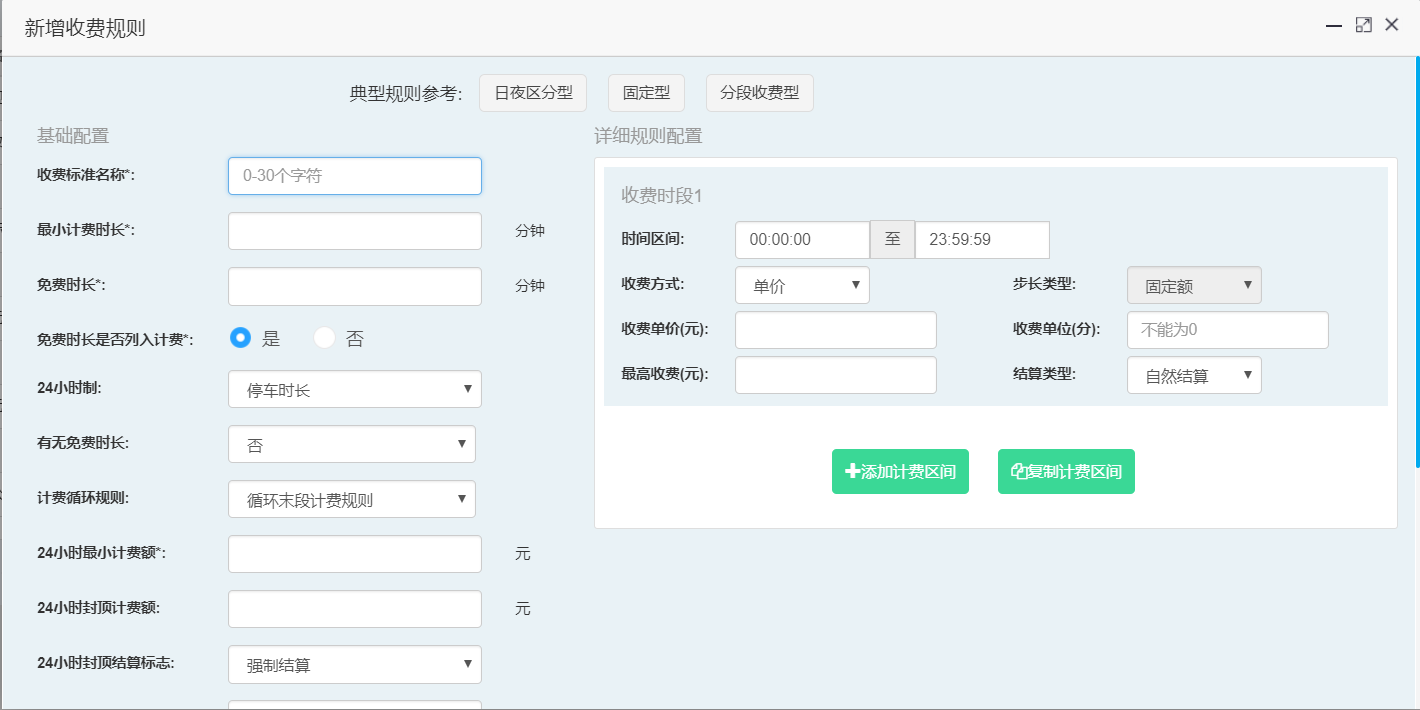 新增收费规则
典型规则参考: 日夜区分型 固定型 分段收费型
基础配置
收费标准名称*: 0-30个字符
最小计费时长*: 分钟
免费时长*: 分钟
免费时长是否列入计费*: 是 否
24小时制: 停车时长
有无免费时长: 否
计费循环规则: 循环末段计费规则
24小时最小计费额*: 元
24小时封顶计费额: 元
24小时封顶结算标志: 强制结算
详细规则配置
收费时段1
时间区间: 00:00:00 至 23:59:59
收费方式: 单价 步长类型: 固定额
收费单价(元): 收费单位(分): 不能为0
最高收费(元): 结算类型: 自然结算
添加计费区间 复制计费区间